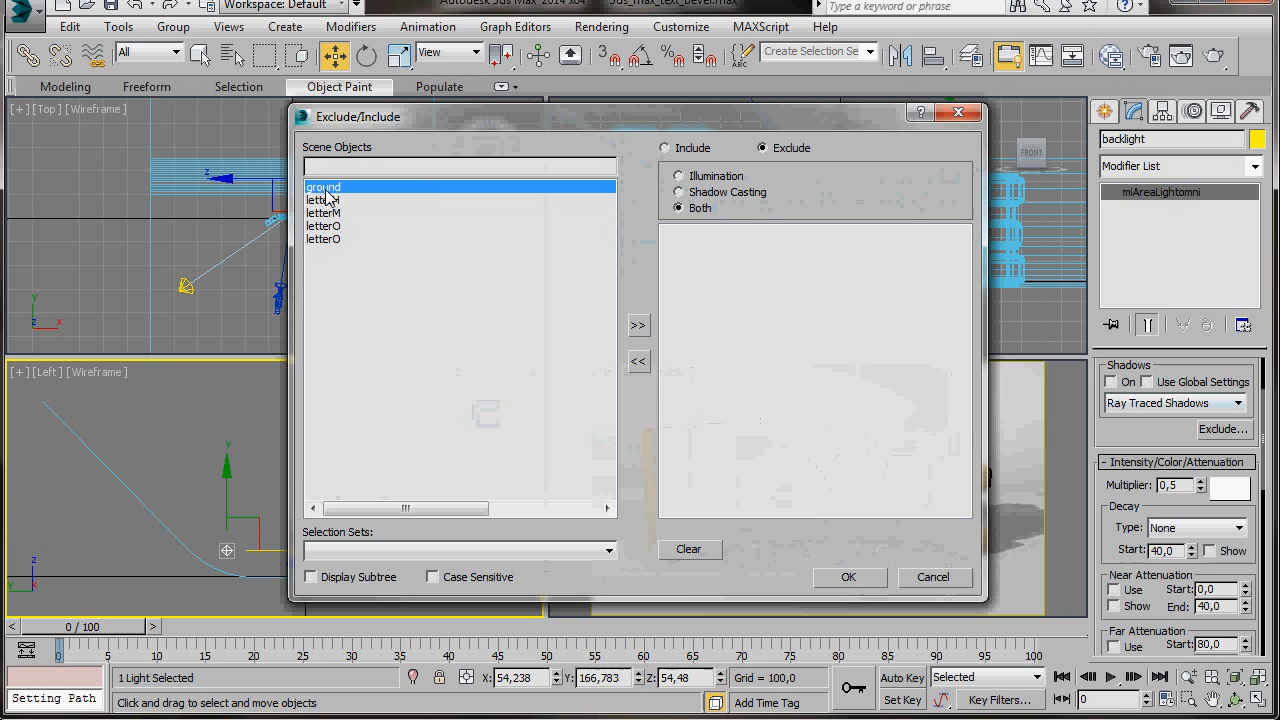 Workspace: Default
Autodesk 3ds Max 2014 x64 3ds_max_text_bevel.max
Type a keyword or phrase
Edit Tools Group Views Create Modifiers Animation Graph Editors Rendering Customize MAXScript Help
All View 3 Create Selection Se
Modeling Freeform Selection Object Paint Populate
[+] [Top] [Wireframe]
Exclude/Include
Scene Objects
ground
letterM
letterO
letterO
Include Exclude
Illumination
Shadow Casting
Both
>>
<<
Selection Sets:
Clear
Display Subtree Case Sensitive
OK Cancel
FRONT
z
y
z x
[+] [Left] [Wireframe]
y
z
y x
backlight
Modifier List
miAreaLightomni
Shadows
On Use Global Settings
Ray Traced Shadows
Exclude...
- Intensity/Color/Attenuation
Multiplier: 0,5
Decay
Type: None
Start: 40,0 Show
Near Attenuation
Use Start: 0,0
Show End: 40,0
Far Attenuation
Use Start: 80,0
< 0 / 100 >
0 5 10 15 20 25 30 35 40 45 50 55 60 65 70 75 80 85 90 95 100
1 Light Selected X: 54,238 Y: 166,783 Z: 54,48 Grid = 100,0 Auto Key Selected
Setting Path Click and drag to select and move objects Add Time Tag Set Key Key Filters... 0